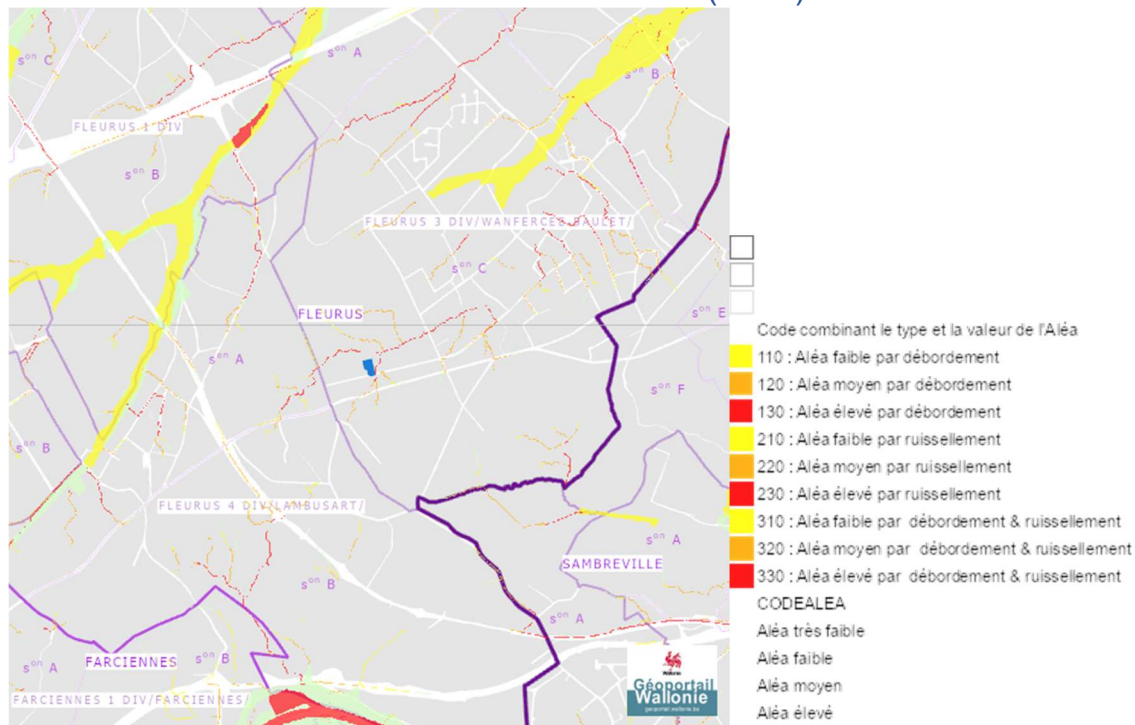 sᵒⁿ C
sᵒⁿ A
sᵒⁿ B
FLEURUS 1 DIV
sᵒⁿ B
FLEURUS 3 DIV/WANFERCEE-BAULET/
sᵒⁿ C
sᵒⁿ E
FLEURUS
sᵒⁿ A
sᵒⁿ F
sᵒⁿ B
FLEURUS 4 DIV/LAMBUSART/
sᵒⁿ A
SAMBREVILLE
sᵒⁿ B
sᵒⁿ A
FARCIENNES
sᵒⁿ B
sᵒⁿ A
FARCIENNES 1 DIV/FARCIENNES/
Wallonie
Géoportail
Wallonie
geoportail.wallonie.be
Code combinant le type et la valeur de l'Aléa
110 : Aléa faible par débordement
120 : Aléa moyen par débordement
130 : Aléa élevé par débordement
210 : Aléa faible par ruissellement
220 : Aléa moyen par ruissellement
230 : Aléa élevé par ruissellement
310 : Aléa faible par débordement & ruissellement
320 : Aléa moyen par débordement & ruissellement
330 : Aléa élevé par débordement & ruissellement
CODEALEA
Aléa très faible
Aléa faible
Aléa moyen
Aléa élevé